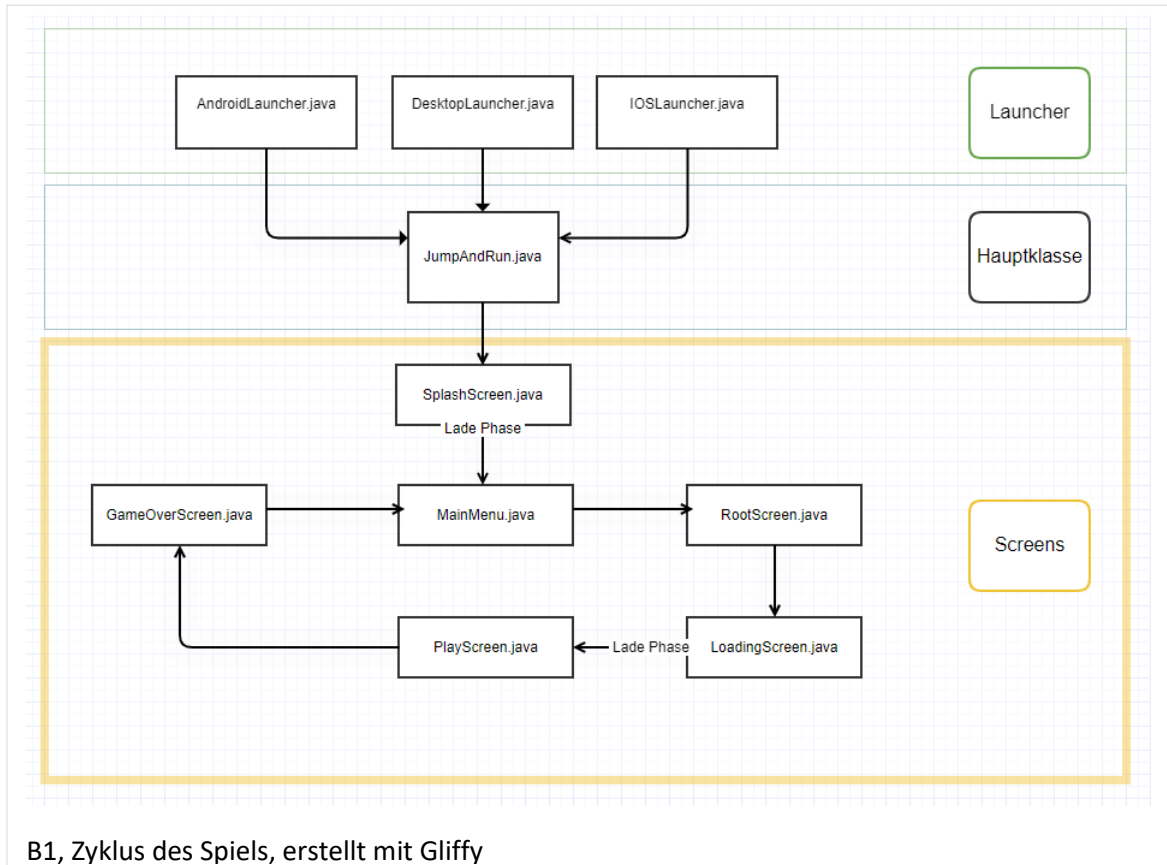 AndroidLauncher.java
DesktopLauncher.java
IOSLauncher.java
Launcher
JumpAndRun.java
Hauptklasse
SplashScreen.java
Lade Phase
GameOverScreen.java
MainMenu.java
RootScreen.java
Screens
PlayScreen.java
Lade Phase
LoadingScreen.java
B1, Zyklus des Spiels, erstellt mit Gliffy